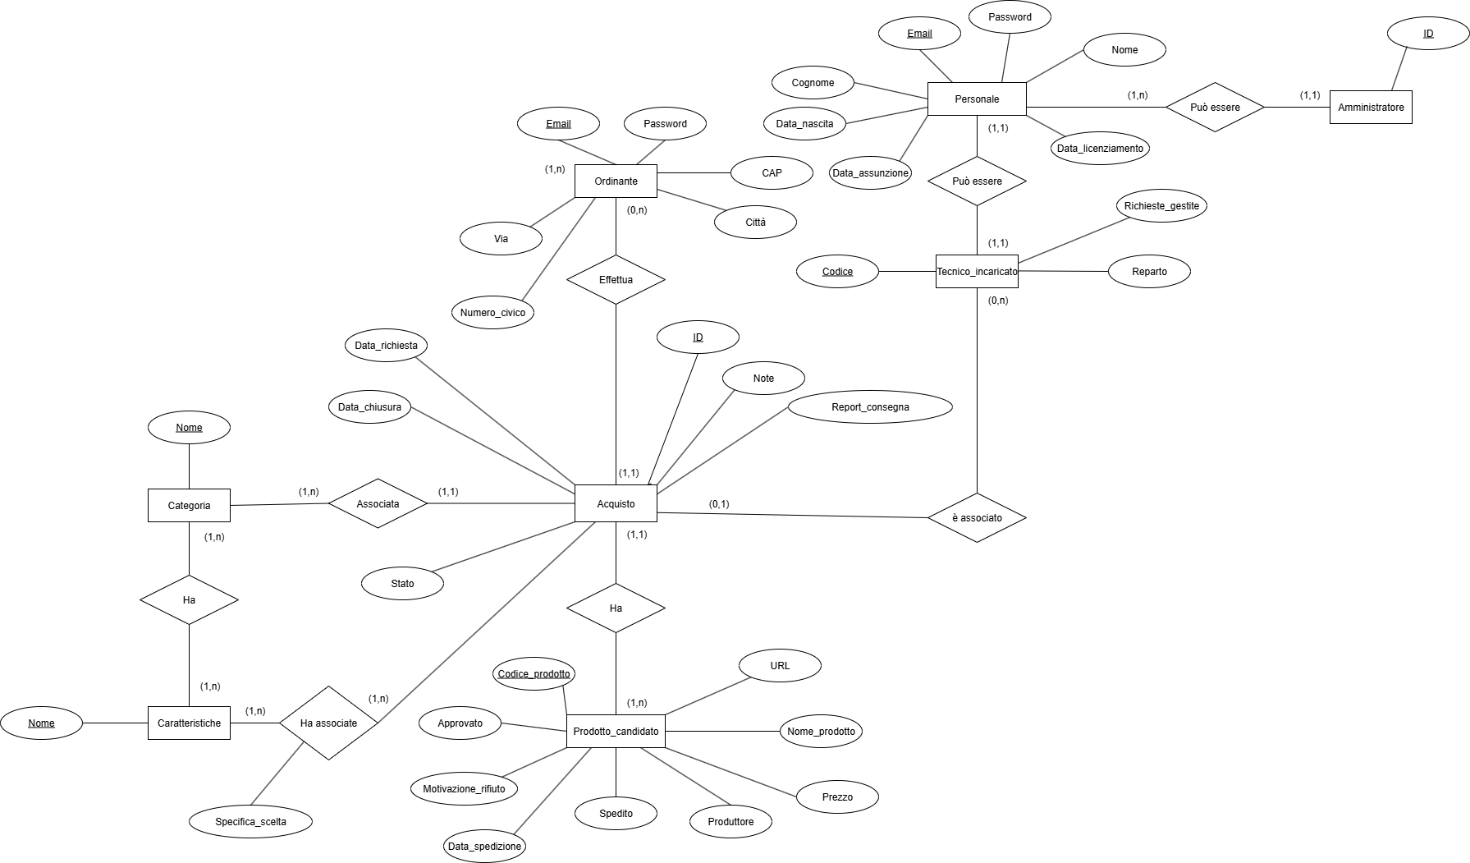 Password
Email
ID
Nome
Cognome
Personale
(1,n)
Può essere
(1,1)
Amministratore
Data_nascita
(1,1)
Data_licenziamento
Data_assunzione
Può essere
Email
Password
(1,n)
Ordinante
CAP
(0,n)
Città
Via
Richieste_gestite
(1,1)
Codice
Tecnico_incaricato
Reparto
(0,n)
Effettua
Numero_civico
Data_richiesta
ID
Note
Data_chiusura
Report_consegna
Nome
(1,1)
Categoria
(1,n)
Associata
(1,1)
Acquisto
(0,1)
è associato
(1,n)
(1,1)
Stato
Ha
Ha
Codice_prodotto
URL
(1,n)
(1,n)
(1,n)
Nome
Caratteristiche
(1,n)
Ha associate
Approvato
Prodotto_candidato
Nome_prodotto
Motivazione_rifiuto
Prezzo
Specifica_scelta
Spedito
Produttore
Data_spedizione